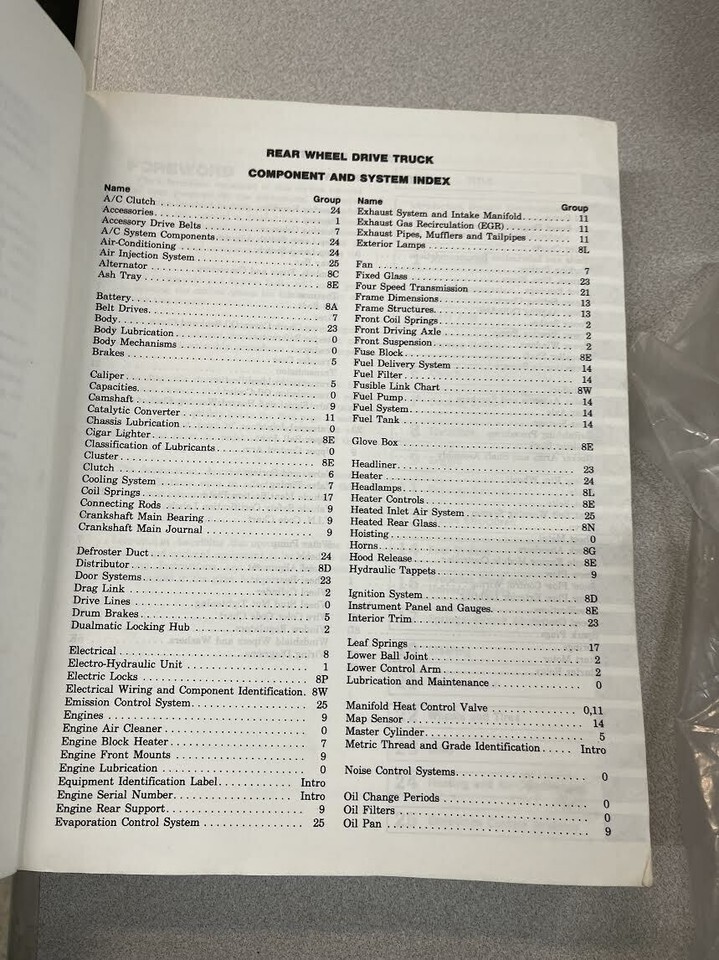 REAR WHEEL DRIVE TRUCK
COMPONENT AND SYSTEM INDEX
Name Group
A/C Clutch . . . . . 24
Accessories. . . . . 1
Accessory Drive Belts . . . . . 7
A/C System Components. . . . . 24
Air-Conditioning . . . . . 24
Air Injection System . . . . . 25
Alternator . . . . . 8C
Ash Tray . . . . . 8E
Battery. . . . . 8A
Belt Drives. . . . . 7
Body. . . . . 23
Body Lubrication . . . . . 0
Body Mechanisms . . . . . 0
Brakes . . . . . 5
Caliper . . . . . 5
Capacities. . . . . 0
Camshaft . . . . . 9
Catalytic Converter . . . . . 11
Chassis Lubrication . . . . . 0
Cigar Lighter . . . . . 8E
Classification of Lubricants . . . . . 0
Cluster . . . . . 8E
Clutch . . . . . 6
Cooling System . . . . . 7
Coil Springs . . . . . 17
Connecting Rods . . . . . 9
Crankshaft Main Bearing . . . . . 9
Crankshaft Main Journal . . . . . 9
Defroster Duct . . . . . 24
Distributor . . . . . 8D
Door Systems . . . . . 23
Drag Link . . . . . 2
Drive Lines . . . . . 0
Drum Brakes . . . . . 5
Dualmatic Locking Hub . . . . . 2
Electrical . . . . . 8
Electro-Hydraulic Unit . . . . . 1
Electric Locks . . . . . 8P
Electrical Wiring and Component Identification. 8W
Emission Control System . . . . . 25
Engines . . . . . 9
Engine Air Cleaner . . . . . 0
Engine Block Heater . . . . . 7
Engine Front Mounts . . . . . 9
Engine Lubrication . . . . . 0
Equipment Identification Label . . . . . Intro
Engine Serial Number . . . . . Intro
Engine Rear Support . . . . . 9
Evaporation Control System . . . . . 25
Name Group
Exhaust System and Intake Manifold . . . . . 11
Exhaust Gas Recirculation (EGR) . . . . . 11
Exhaust Pipes, Mufflers and Tailpipes . . . . . 11
Exterior Lamps . . . . . 8L
Fan . . . . . 7
Fixed Glass . . . . . 23
Four Speed Transmission . . . . . 21
Frame Dimensions . . . . . 13
Frame Structures . . . . . 13
Front Coil Springs . . . . . 2
Front Driving Axle . . . . . 2
Front Suspension . . . . . 2
Fuse Block . . . . . 8E
Fuel Delivery System . . . . . 14
Fuel Filter . . . . . 14
Fusible Link Chart . . . . . 8W
Fuel Pump . . . . . 14
Fuel System . . . . . 14
Fuel Tank . . . . . 14
Glove Box . . . . . 8E
Headliner . . . . . 23
Heater . . . . . 24
Headlamps . . . . . 8L
Heater Controls . . . . . 8E
Heated Inlet Air System . . . . . 25
Heated Rear Glass . . . . . 8N
Hoisting . . . . . 0
Horns . . . . . 8G
Hood Release . . . . . 8E
Hydraulic Tappets . . . . . 9
Ignition System . . . . . 8D
Instrument Panel and Gauges . . . . . 8E
Interior Trim . . . . . 23
Leaf Springs . . . . . 17
Lower Ball Joint . . . . . 2
Lower Control Arm . . . . . 2
Lubrication and Maintenance . . . . . 0
Manifold Heat Control Valve . . . . . 0,11
Map Sensor . . . . . 14
Master Cylinder . . . . . 5
Metric Thread and Grade Identification . . . . . Intro
Noise Control Systems . . . . . 0
Oil Change Periods . . . . . 0
Oil Filters . . . . . 0
Oil Pan . . . . . 9